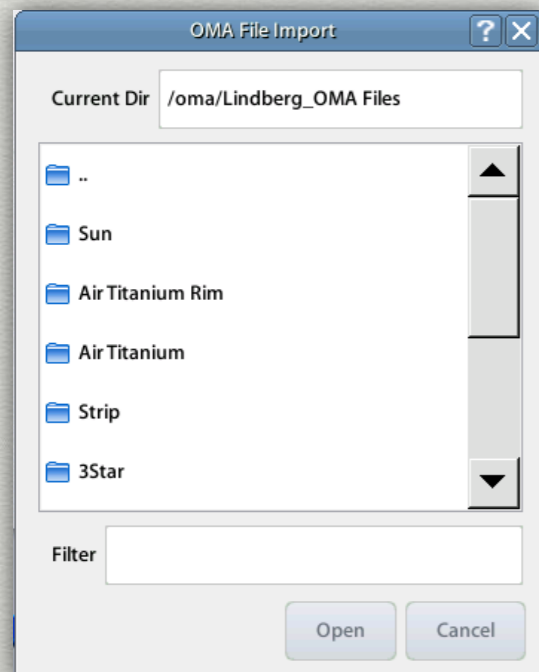 OMA File Import ? X
Current Dir /oma/Lindberg_OMA Files
..
Sun
Air Titanium Rim
Air Titanium
Strip
3Star
Filter
Open Cancel